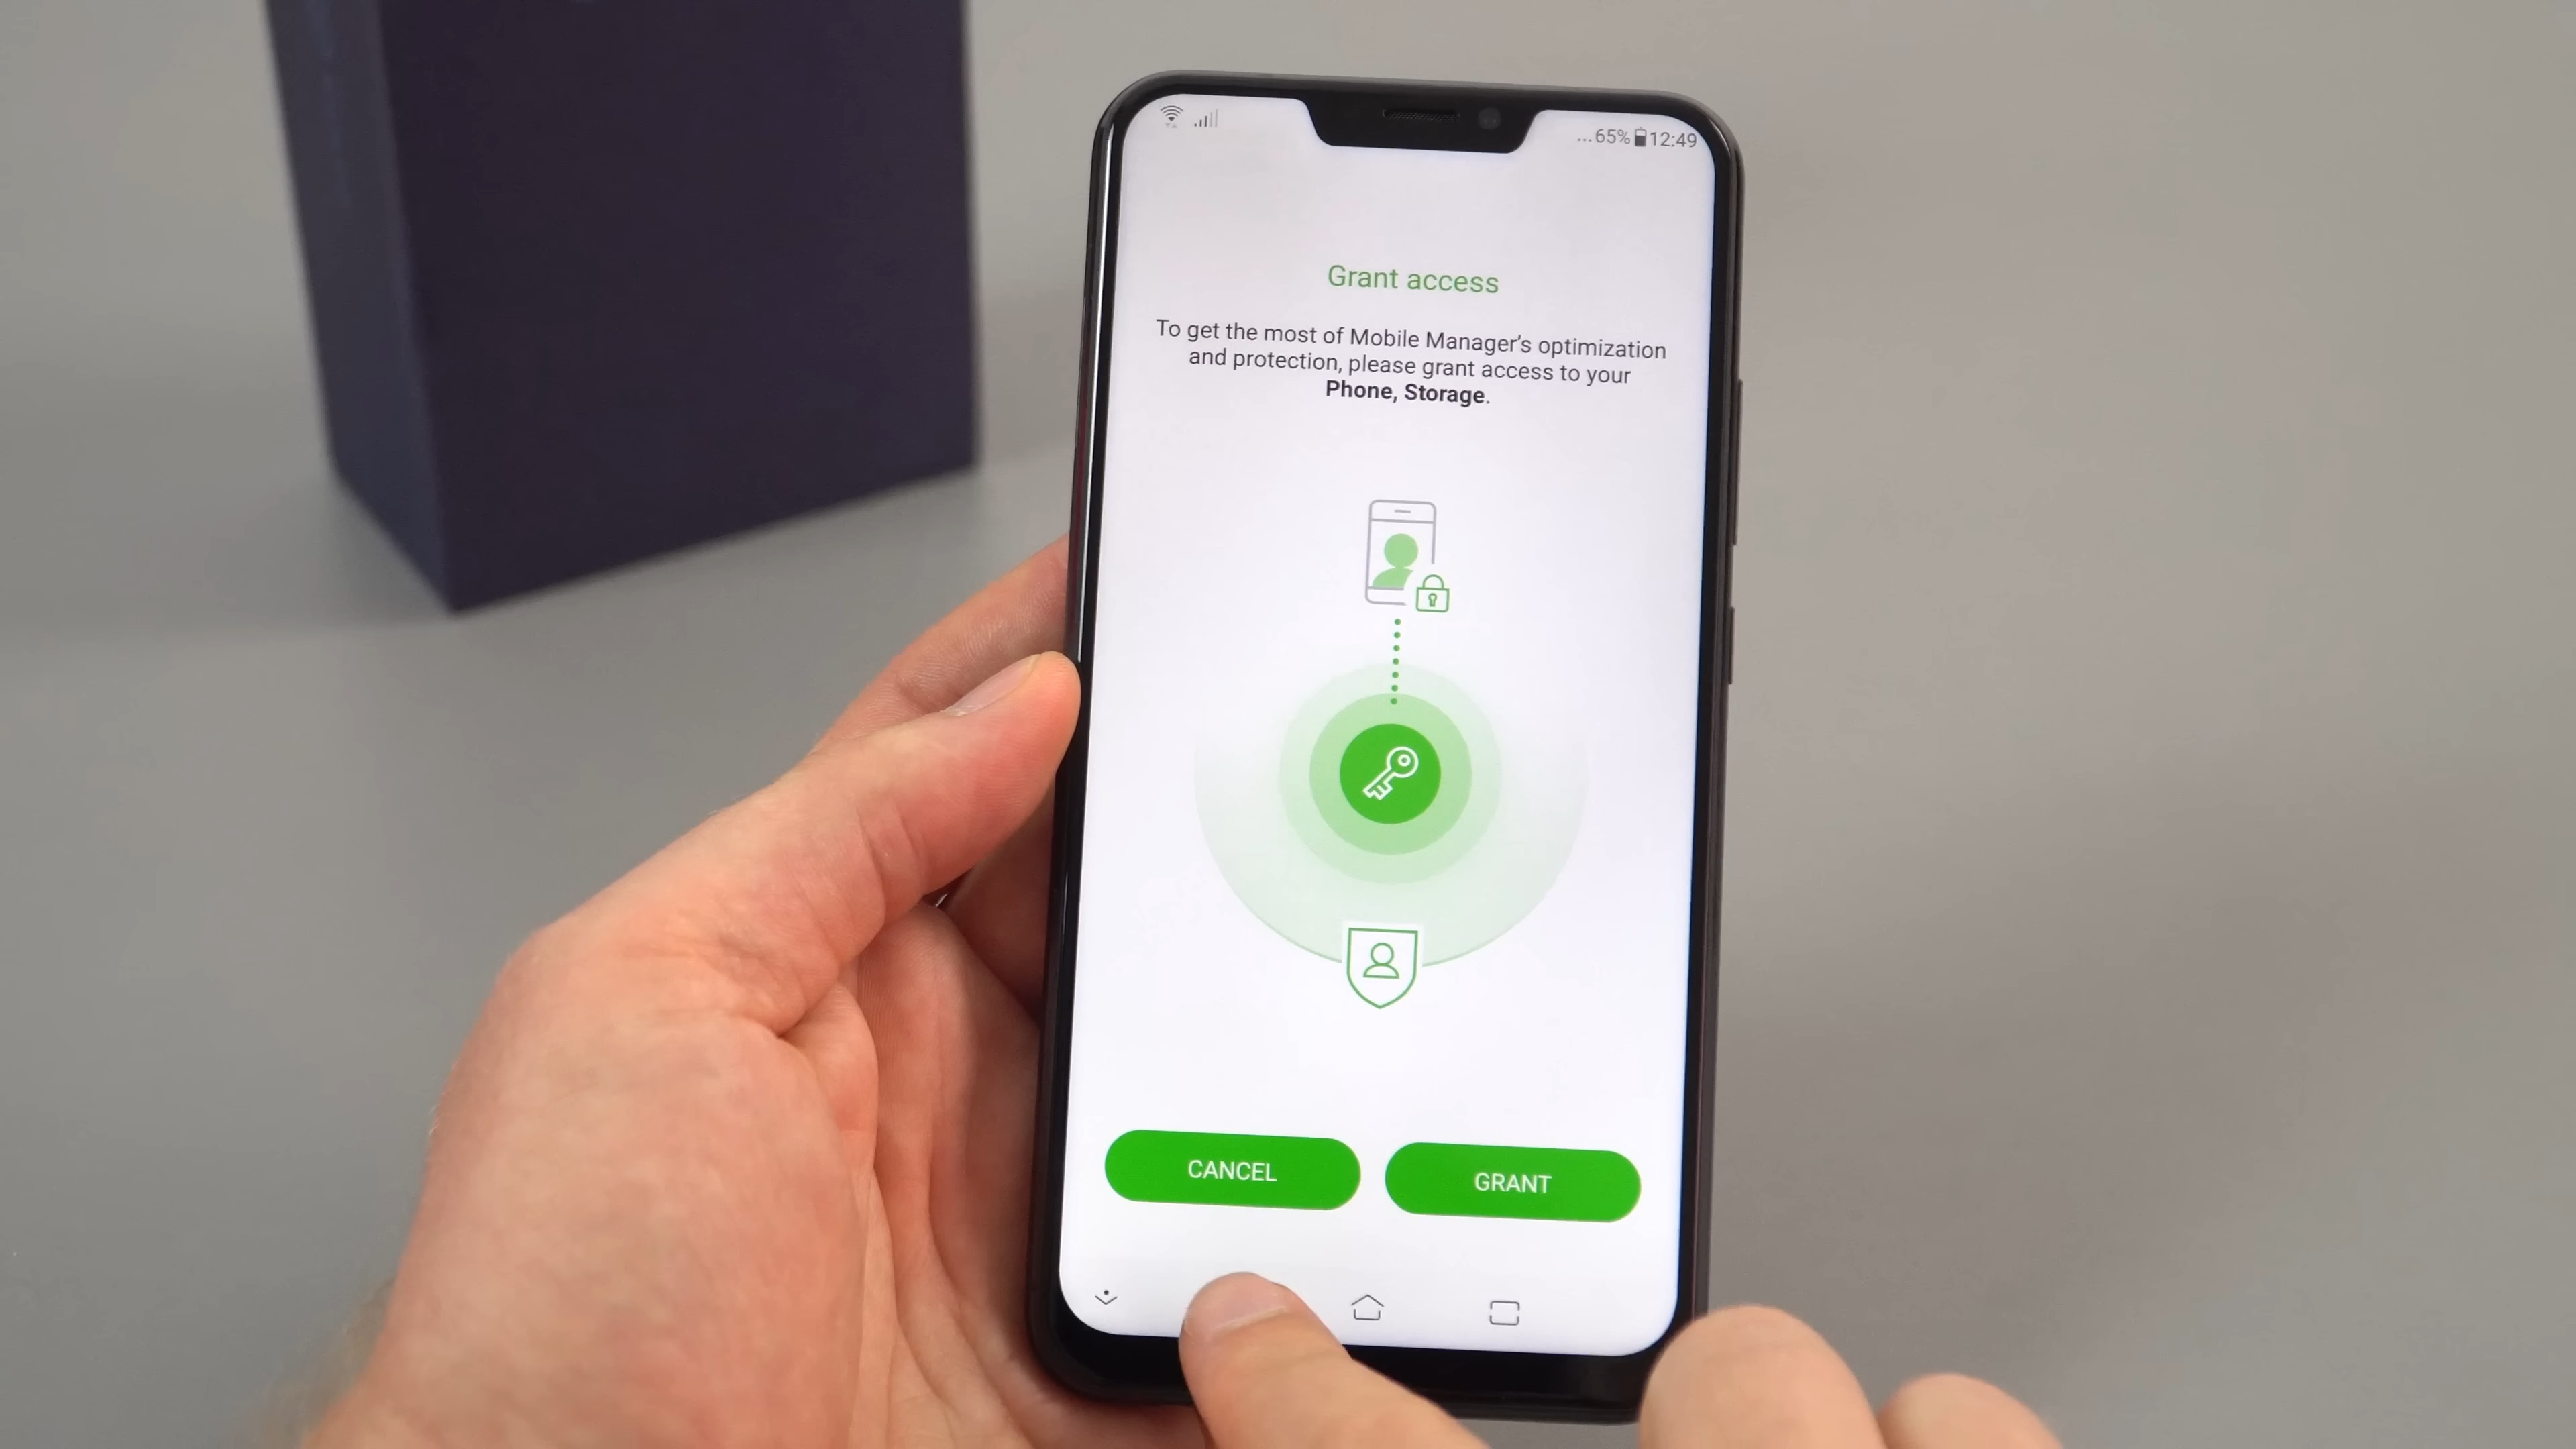 ...65% 12:49
Grant access
To get the most of Mobile Manager's optimization
and protection, please grant access to your
Phone, Storage.
CANCEL
GRANT